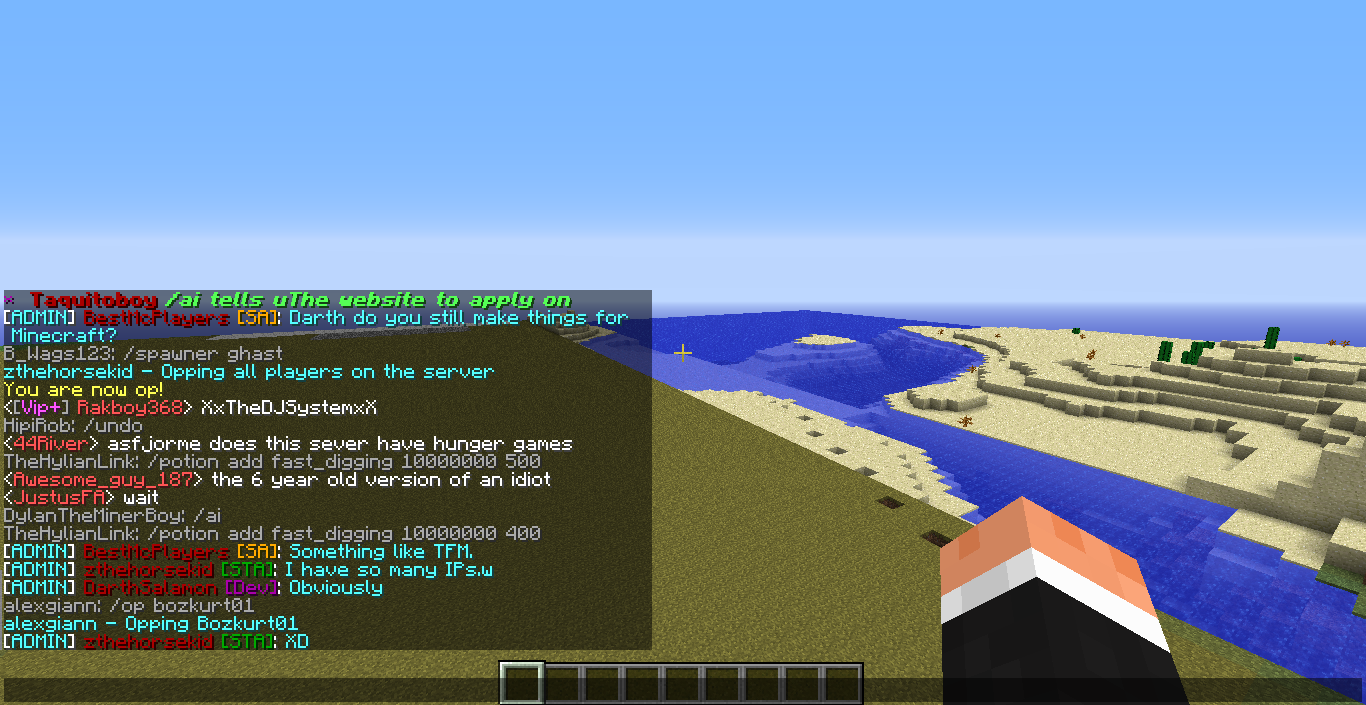 * Taquitoboy /ai tells uThe website to apply on
[ADMIN] BestMcPlayers [SA]: Darth do you still make things for
Minecraft?
B_Wags123: /spawner ghast
zthehorsekid - Opping all players on the server
You are now op!
<[Vip+] Rakboy368> XxTheDJSystemxX
HipiRob: /undo
<44River> asfjorme does this sever have hunger games
TheHylianLink: /potion add fast_digging 10000000 500
<Awesome_guy_187> the 6 year old version of an idiot
<JustusFA> wait
DylanTheMinerBoy: /ai
TheHylianLink: /potion add fast_digging 10000000 400
[ADMIN] BestMcPlayers [SA]: Something like TFM.
[ADMIN] zthehorsekid [STA]: I have so many IPs.w
[ADMIN] DarthSalamon [Dev]: Obviously
alexgiann: /op bozkurt01
alexgiann - Opping Bozkurt01
[ADMIN] zthehorsekid [STA]: XD